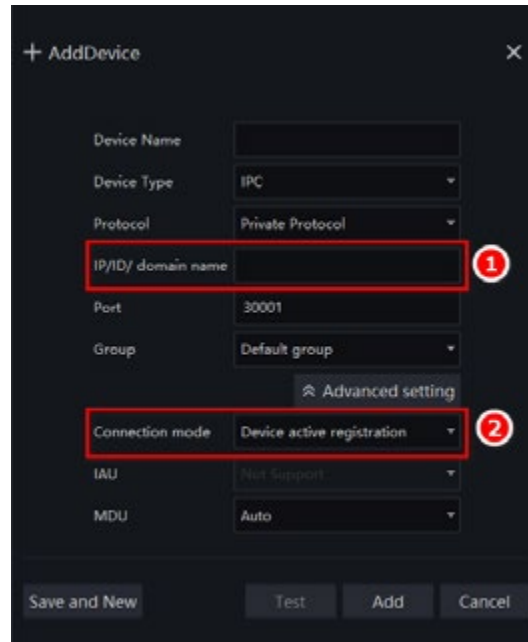 + AddDevice ×
Device Name
Device Type IPC
Protocol Private Protocol
IP/ID/ domain name 1
Port 30001
Group Default group
Advanced setting
Connection mode Device active registration 2
IAU Not Support
MDU Auto
Save and New Test Add Cancel